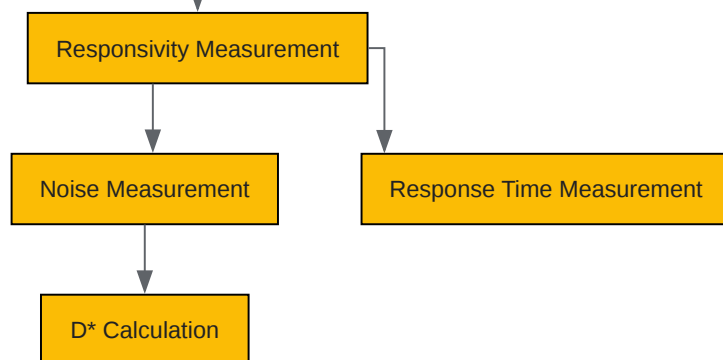 Responsivity Measurement
Noise Measurement
Response Time Measurement
D* Calculation